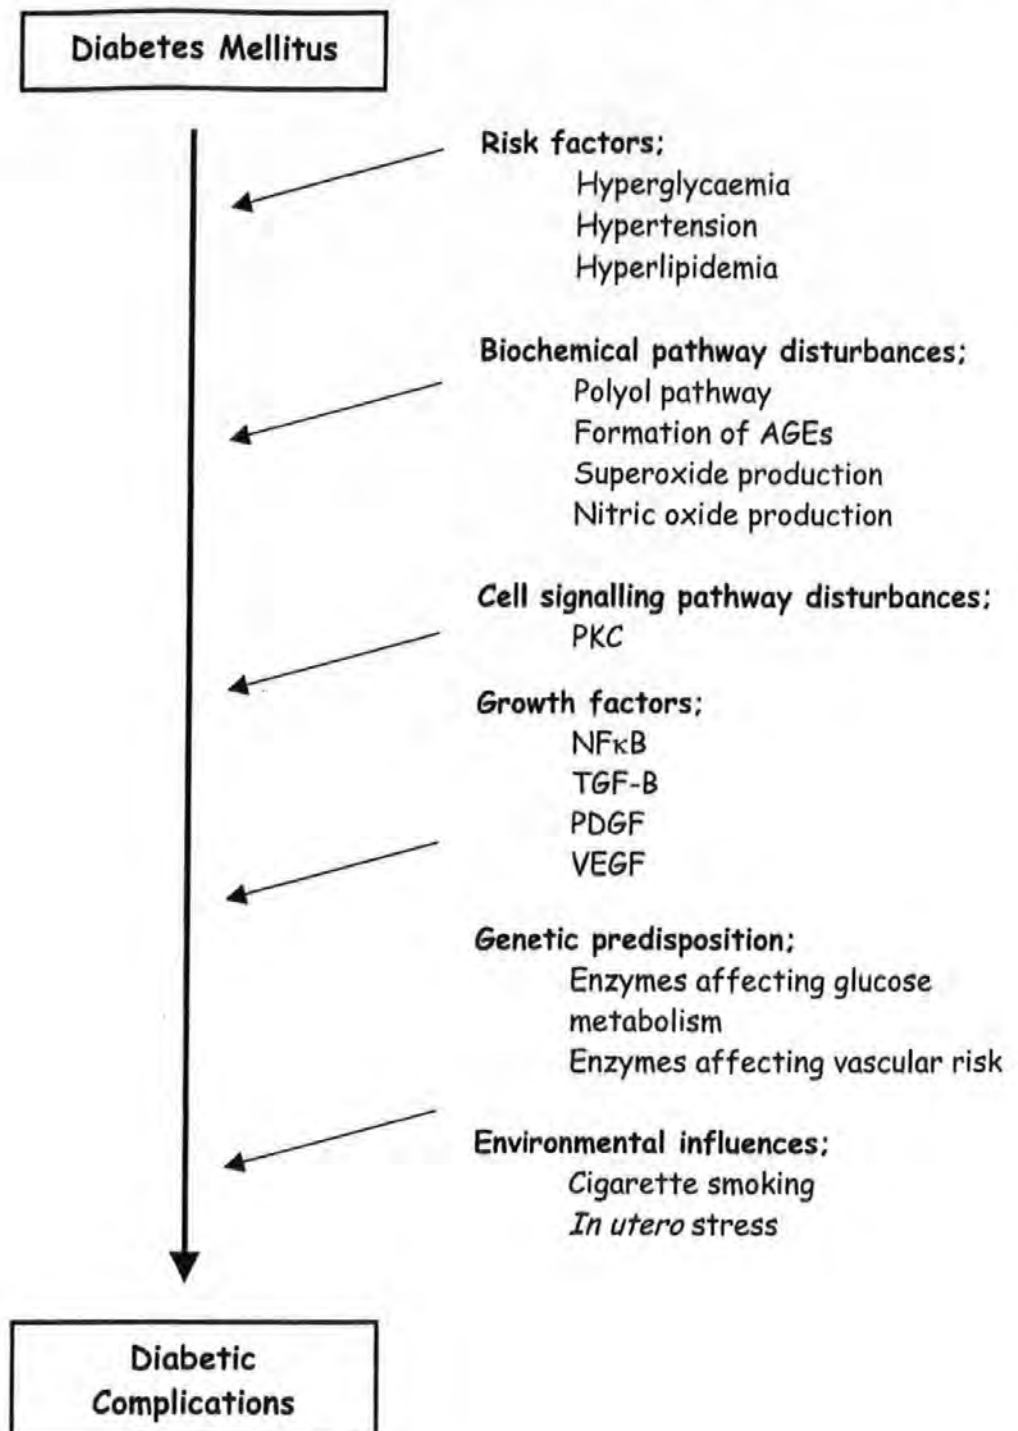 Diabetes Mellitus
Risk factors;
Hyperglycaemia
Hypertension
Hyperlipidemia
Biochemical pathway disturbances;
Polyol pathway
Formation of AGEs
Superoxide production
Nitric oxide production
Cell signalling pathway disturbances;
PKC
Growth factors;
NFκB
TGF-B
PDGF
VEGF
Genetic predisposition;
Enzymes affecting glucose
metabolism
Enzymes affecting vascular risk
Environmental influences;
Cigarette smoking
In utero stress
Diabetic
Complications